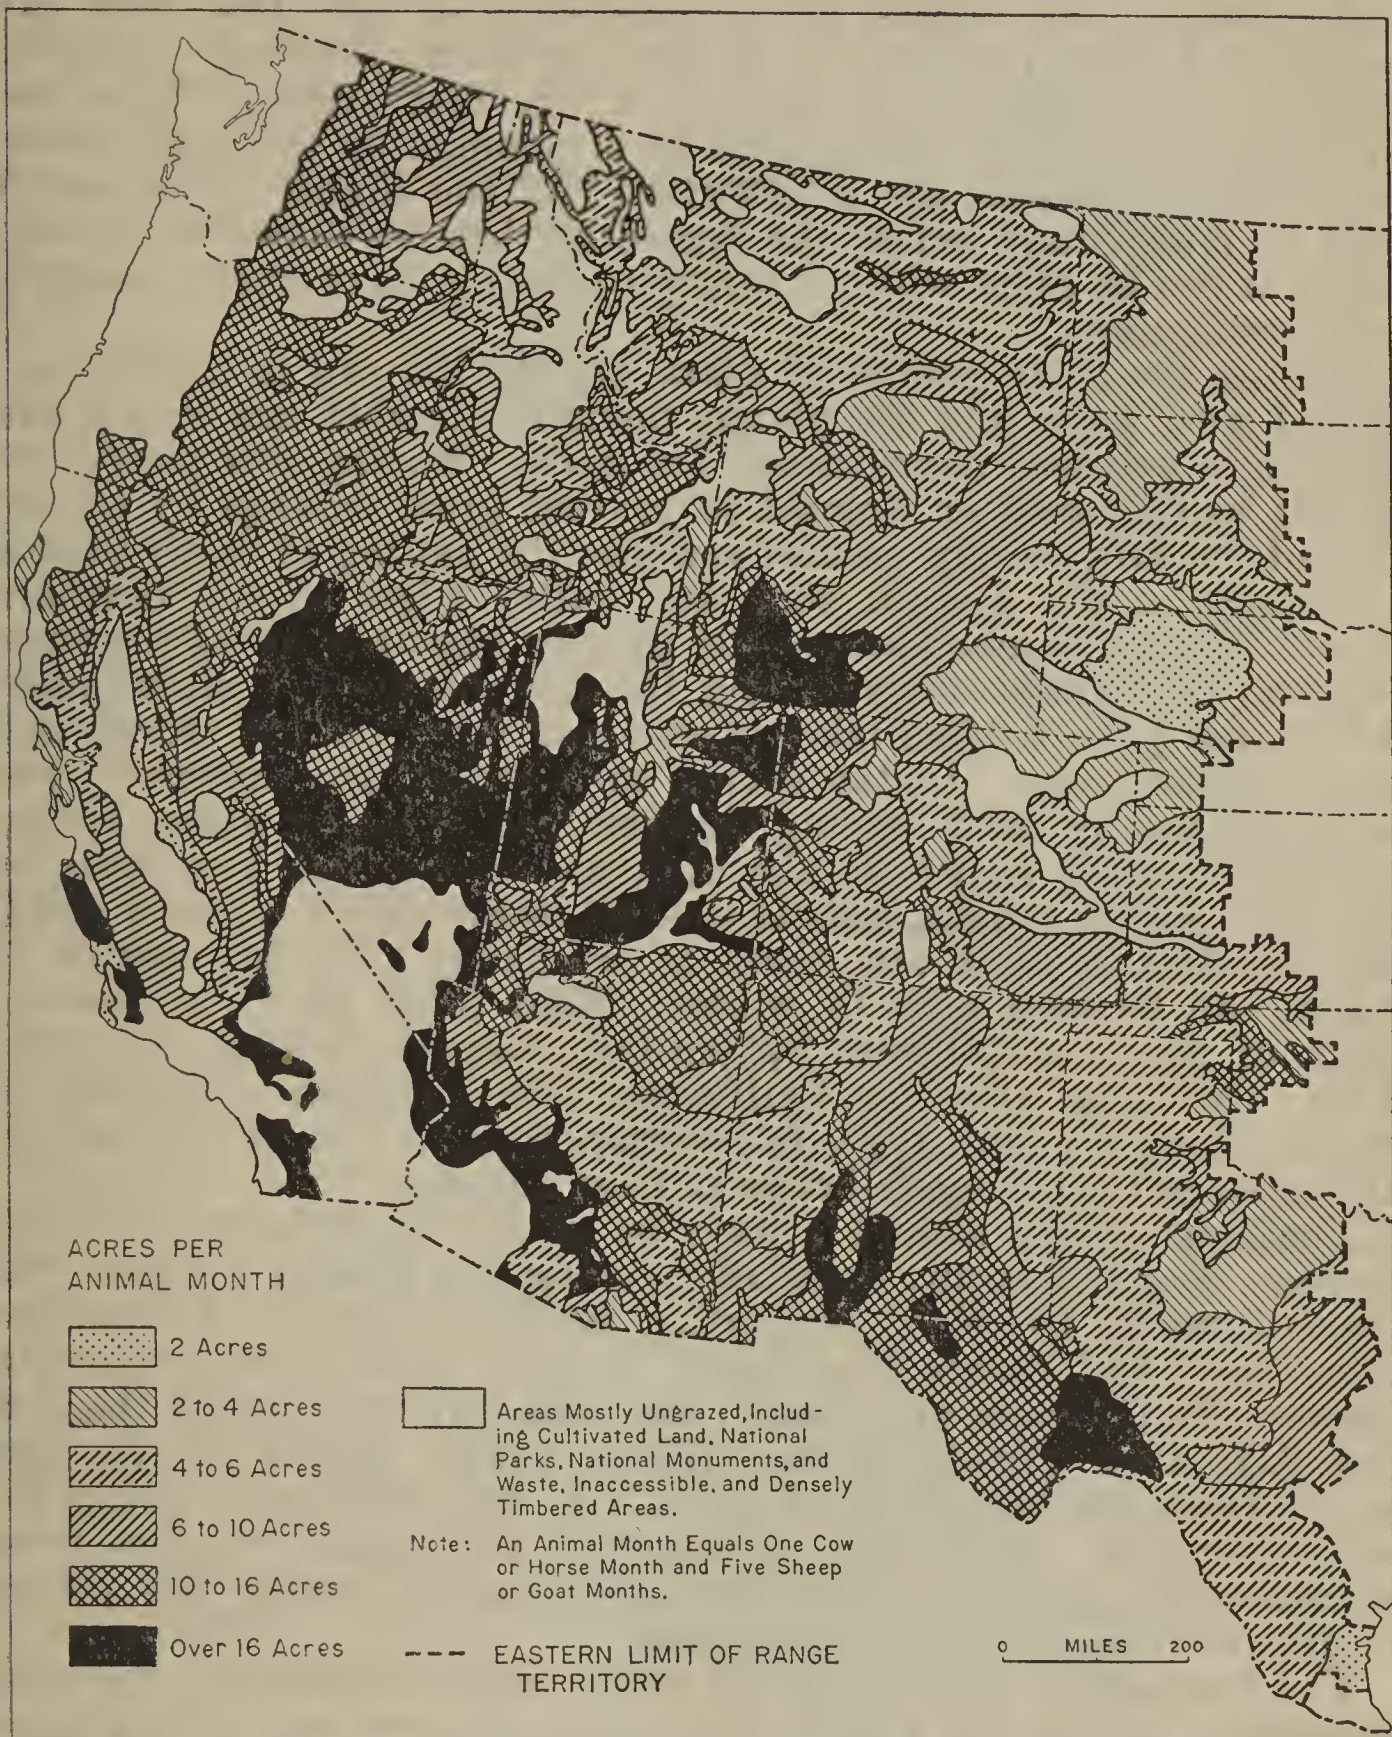 ACRES PER
ANIMAL MONTH
2 Acres
2 to 4 Acres
4 to 6 Acres
6 to 10 Acres
10 to 16 Acres
Over 16 Acres
Areas Mostly Ungrazed, Includ-
ing Cultivated Land, National
Parks, National Monuments, and
Waste, Inaccessible, and Densely
Timbered Areas.
Note: An Animal Month Equals One Cow
or Horse Month and Five Sheep
or Goat Months.
EASTERN LIMIT OF RANGE
TERRITORY
0 MILES 200